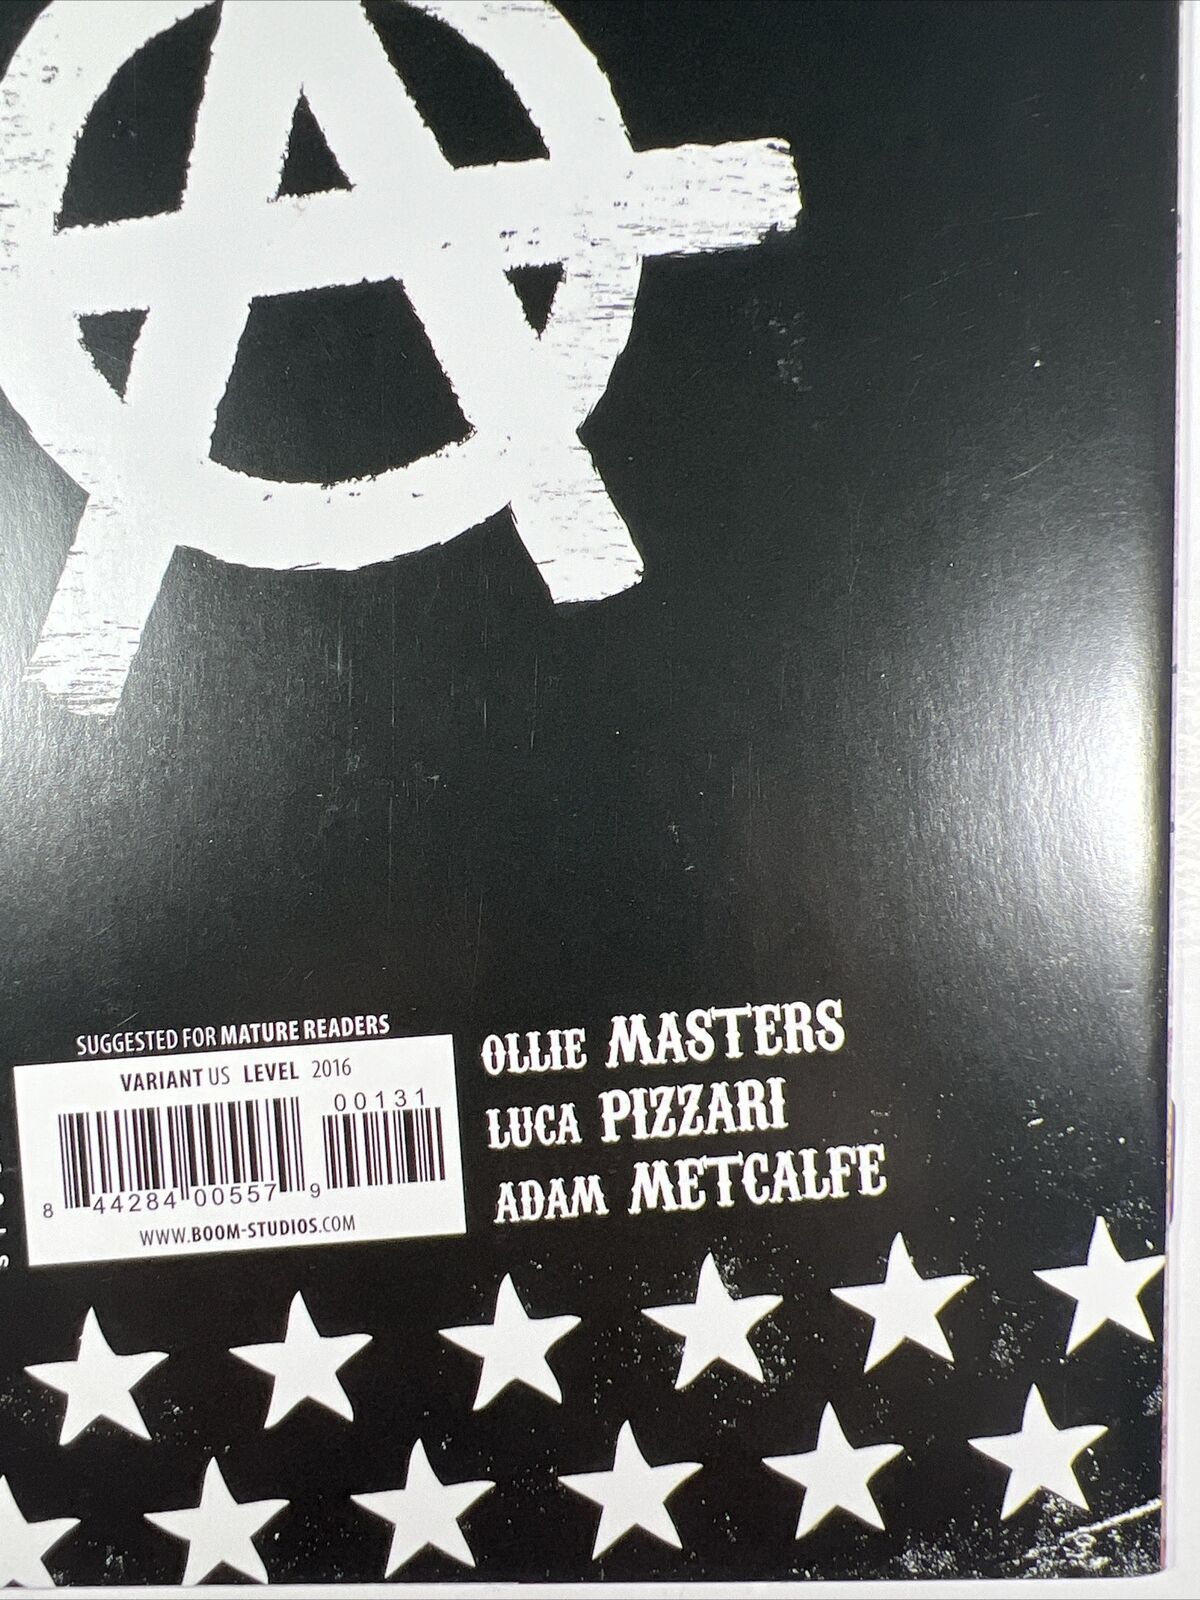 SUGGESTED FOR MATURE READERS
VARIANT US LEVEL 2016
00131
8 44284 00557 9
WWW.BOOM-STUDIOS.COM
OLLIE MASTERS
LUCA PIZZARI
ADAM METCALFE